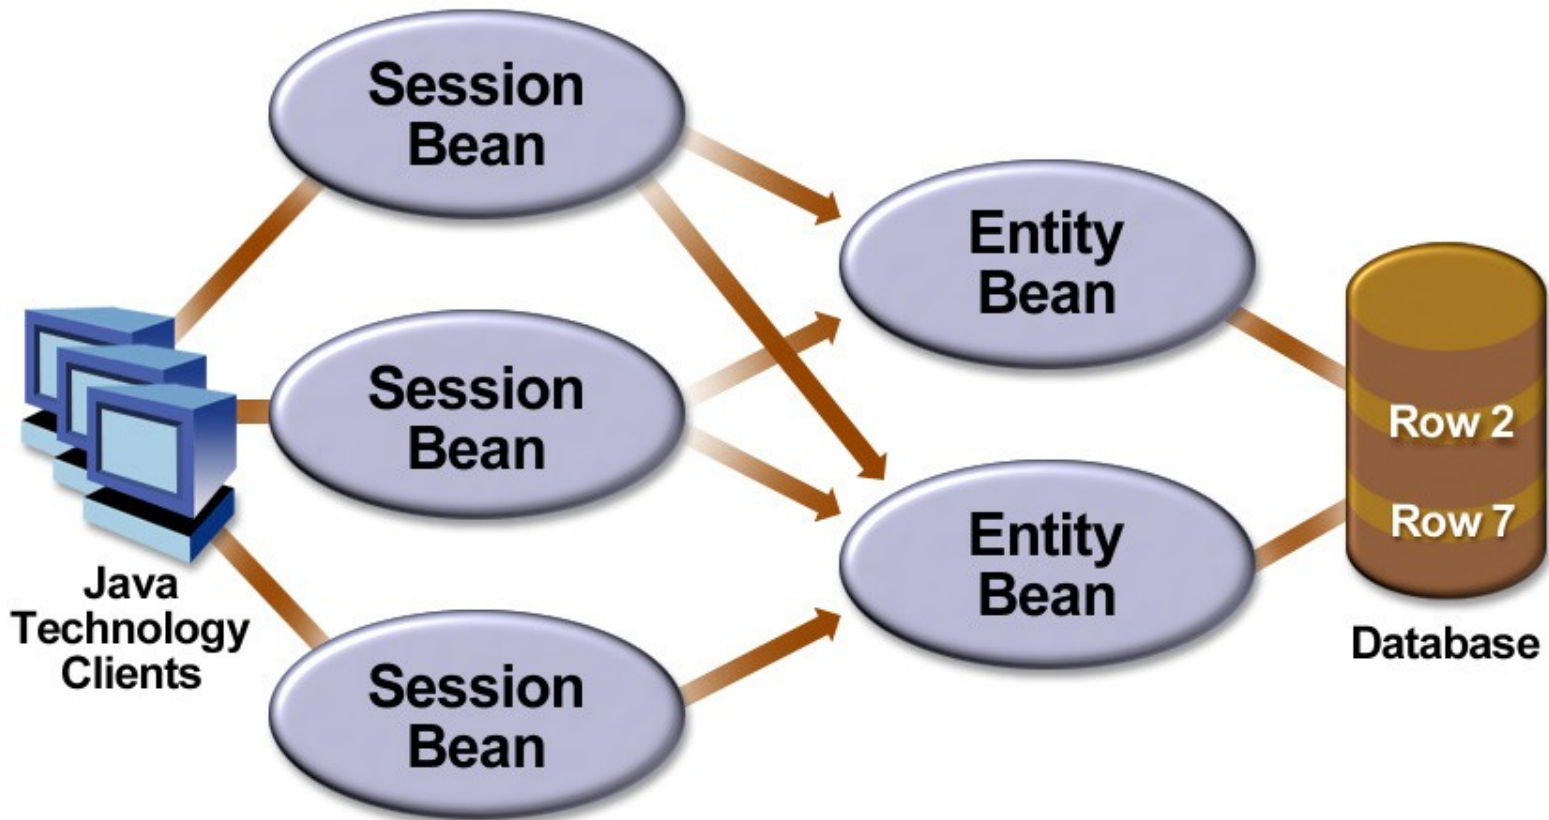 Session
Bean
Session
Bean
Session
Bean
Entity
Bean
Entity
Bean
Java
Technology
Clients
Row 2
Row 7
Database